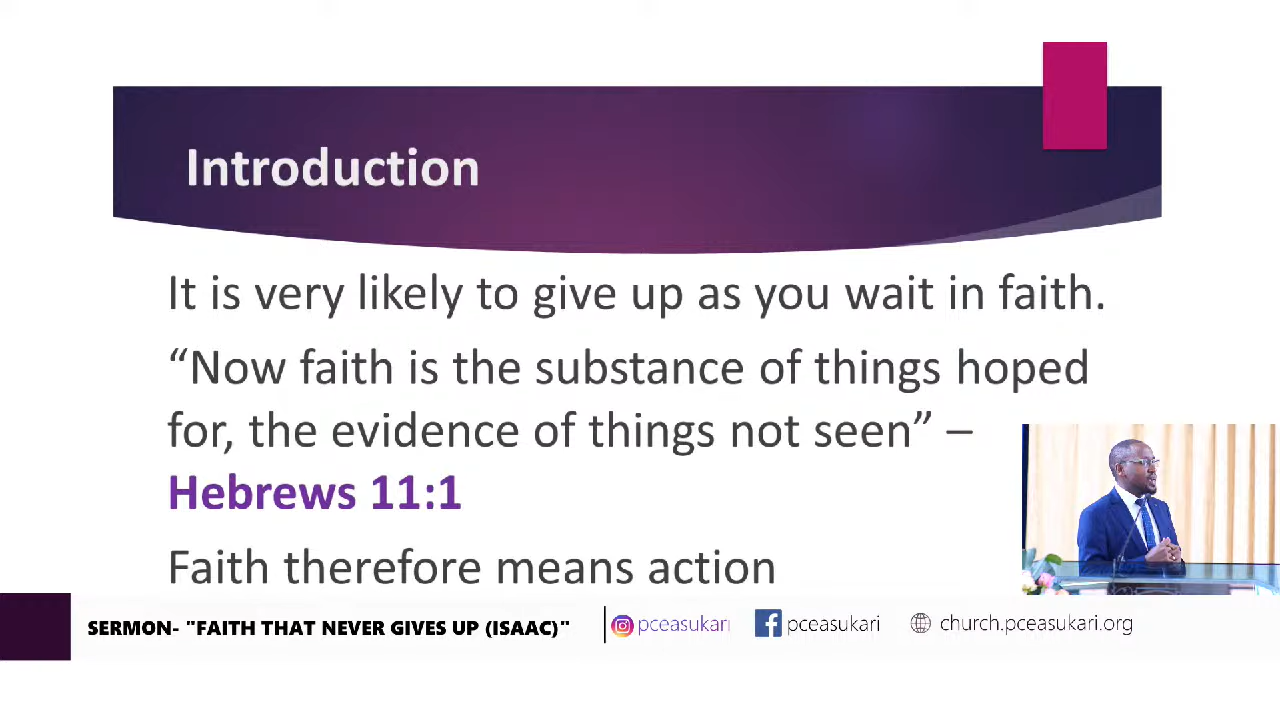 Introduction
It is very likely to give up as you wait in faith.
“Now faith is the substance of things hoped
for, the evidence of things not seen” –
Hebrews 11:1
Faith therefore means action
SERMON- "FAITH THAT NEVER GIVES UP (ISAAC)"
pceasukari
pceasukari
church.pceasukari.org